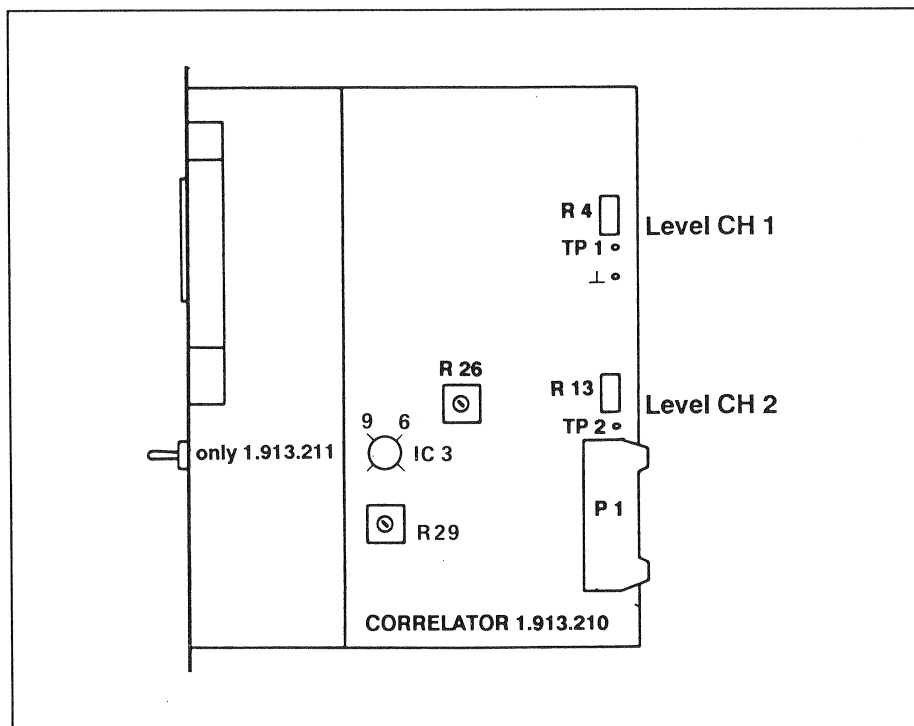 R 4
Level CH 1
TP 1
⊥
R 26
R 13
Level CH 2
TP 2
9 6
only 1.913.211
IC 3
P 1
R29
CORRELATOR 1.913.210